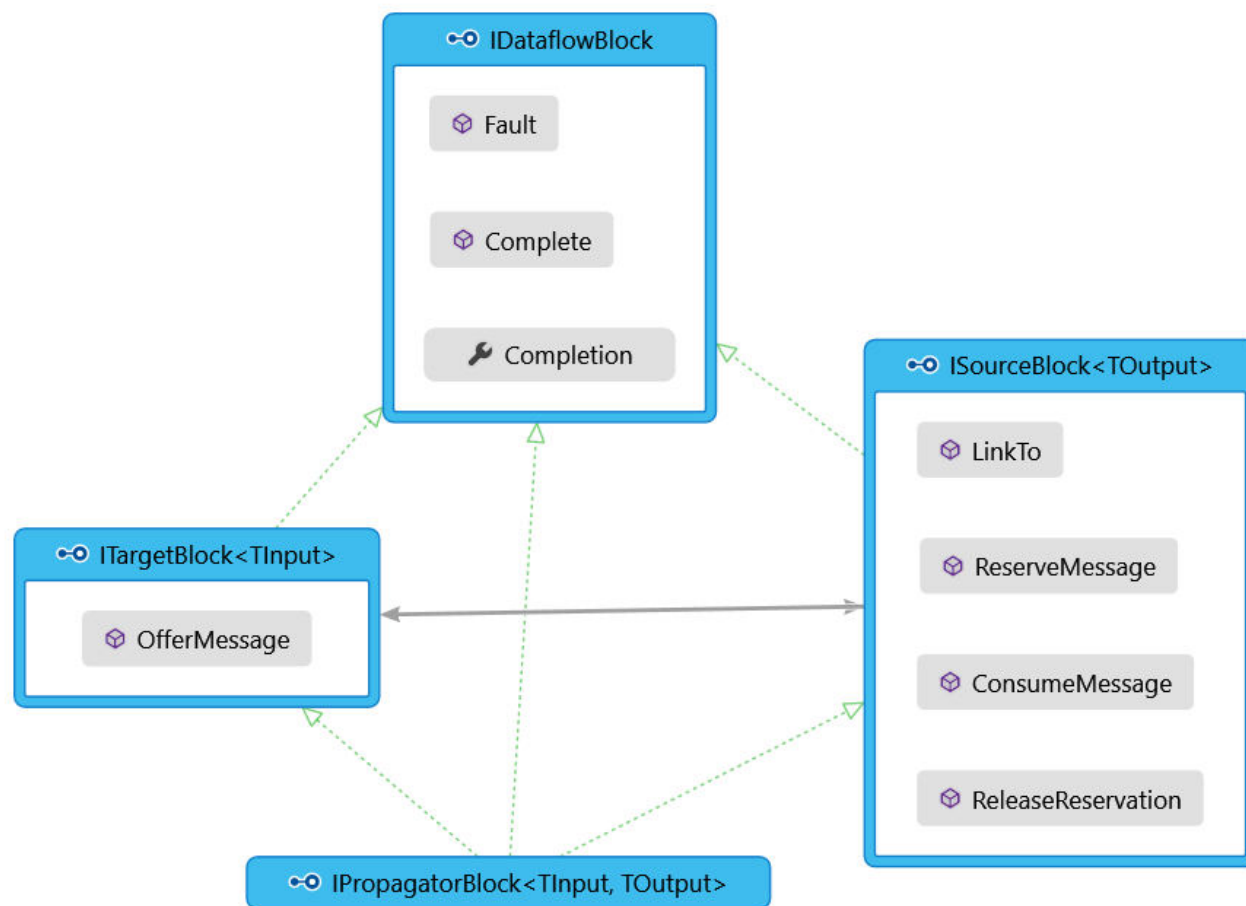 IDataflowBlock
Fault
Complete
Completion
ISourceBlock<TOutput>
LinkTo
ReserveMessage
ConsumeMessage
ReleaseReservation
ITargetBlock<TInput>
OfferMessage
IPropagatorBlock<TInput, TOutput>